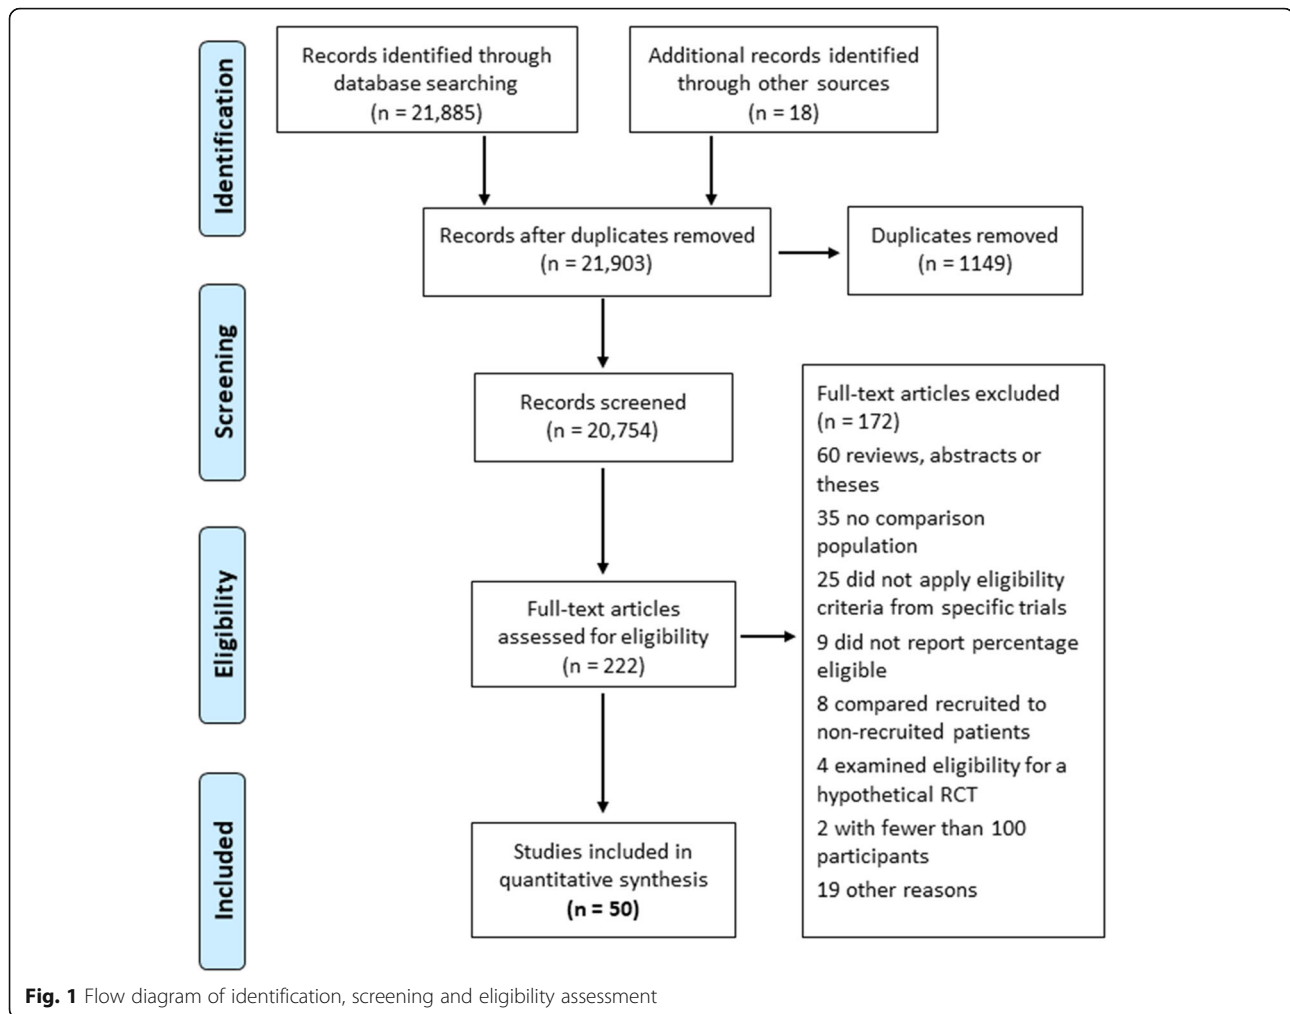 Identification
Records identified through
database searching
(n = 21,885)
Additional records identified
through other sources
(n = 18)
Records after duplicates removed
(n = 21,903)
Duplicates removed
(n = 1149)
Screening
Records screened
(n = 20,754)
Full-text articles excluded
(n = 172)
60 reviews, abstracts or
theses
35 no comparison
population
25 did not apply eligibility
criteria from specific trials
9 did not report percentage
eligible
8 compared recruited to
non-recruited patients
4 examined eligibility for a
hypothetical RCT
2 with fewer than 100
participants
19 other reasons
Eligibility
Full-text articles
assessed for eligibility
(n = 222)
Included
Studies included in
quantitative synthesis
(n = 50)
Fig. 1 Flow diagram of identification, screening and eligibility assessment